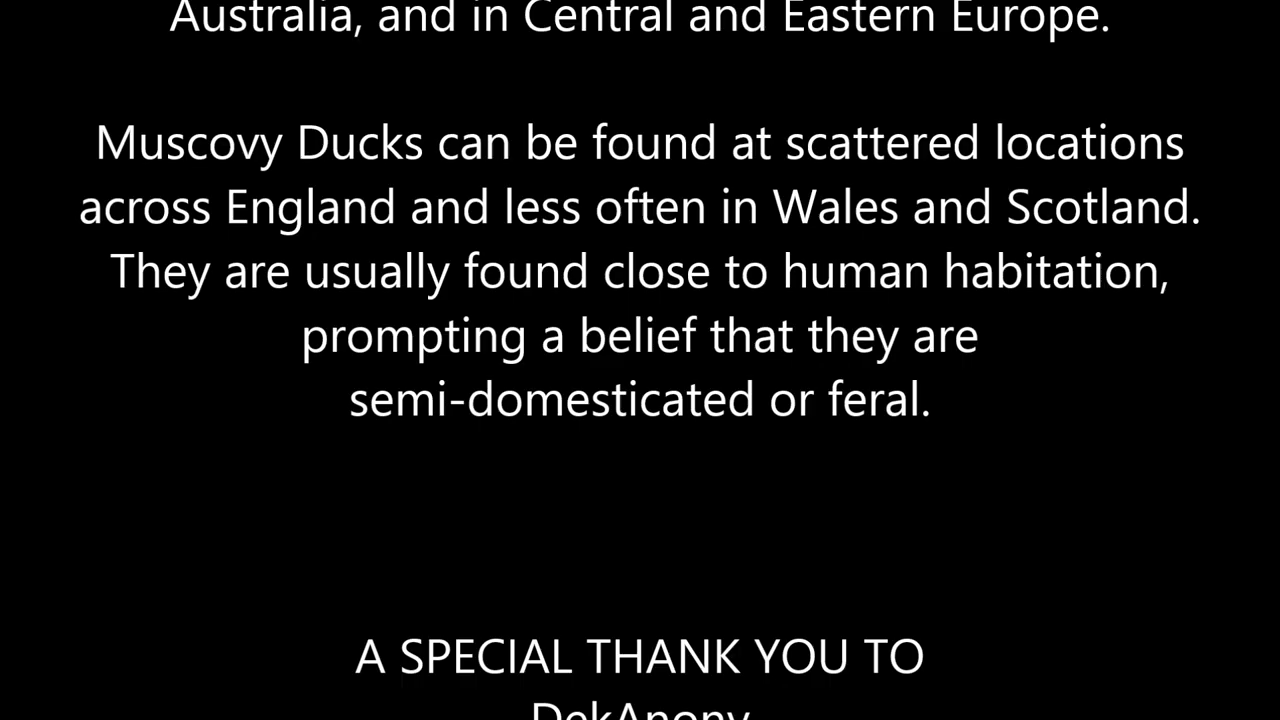 Australia, and in Central and Eastern Europe.
Muscovy Ducks can be found at scattered locations
across England and less often in Wales and Scotland.
They are usually found close to human habitation,
prompting a belief that they are
semi-domesticated or feral.
A SPECIAL THANK YOU TO
DekAnony